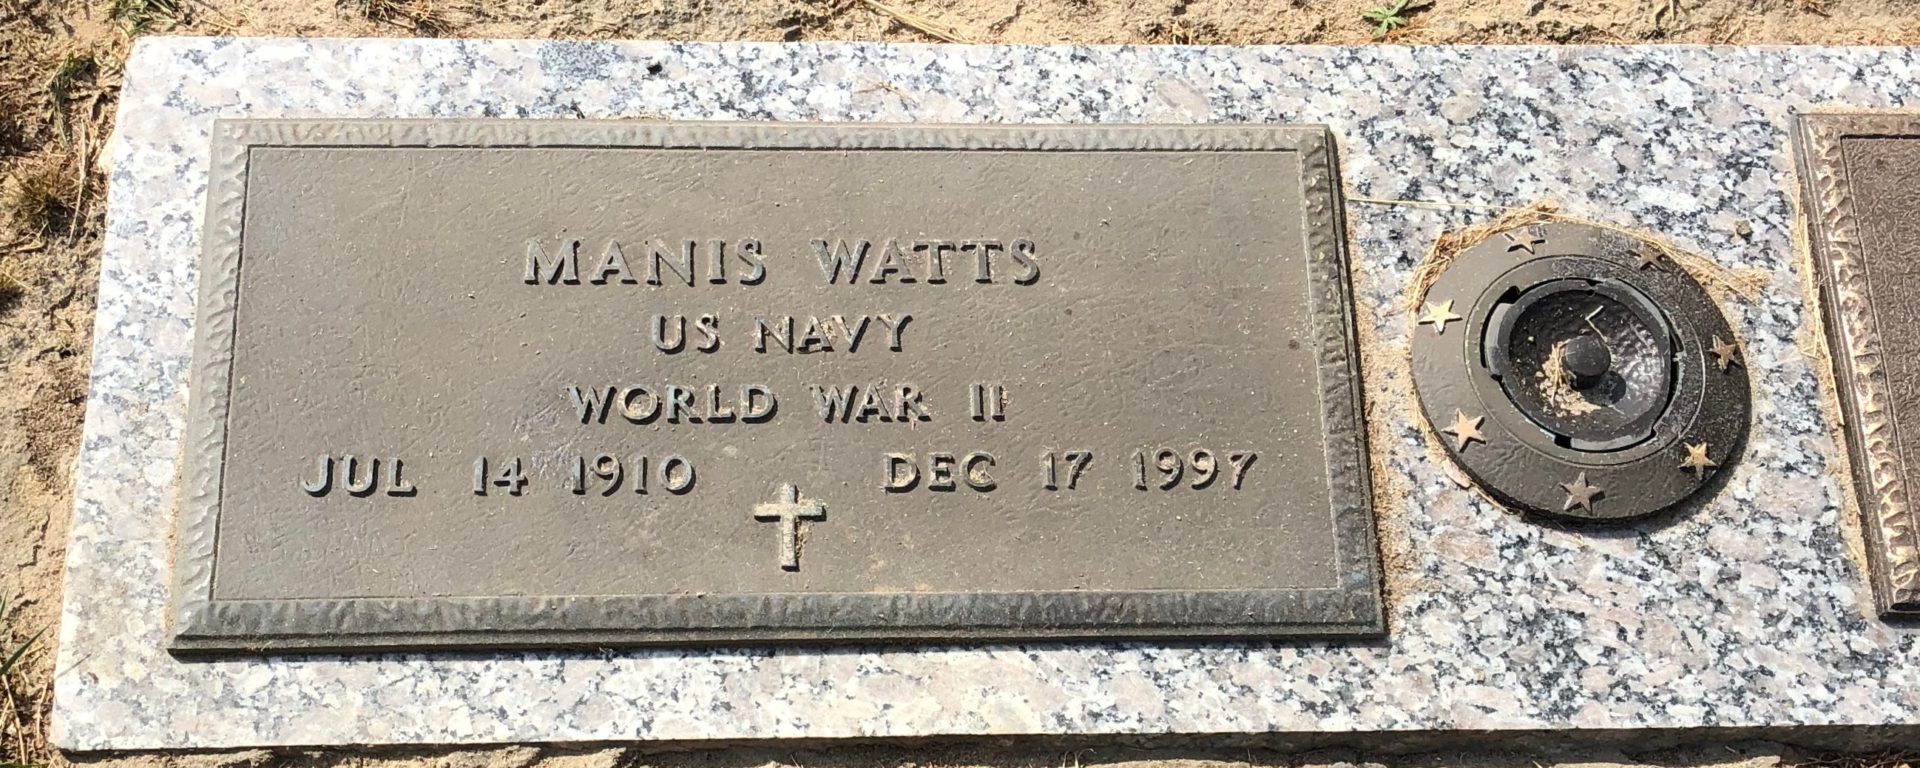 MANIS WATTS
US NAVY
WORLD WAR II
JUL 14 1910 DEC 17 1997